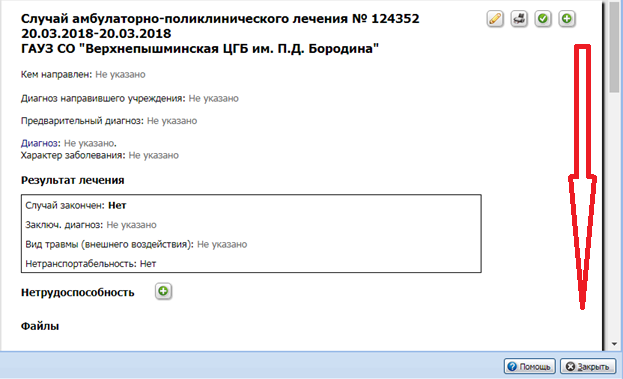 Случай амбулаторно-поликлинического лечения № 124352
20.03.2018-20.03.2018
ГАУЗ СО "Верхнепышминская ЦГБ им. П.Д. Бородина"
Кем направлен: Не указано
Диагноз направившего учреждения: Не указано
Предварительный диагноз: Не указано
Диагноз: Не указано.
Характер заболевания: Не указано
Результат лечения
Случай закончен: Нет
Заключ. диагноз: Не указано
Вид травмы (внешнего воздействия): Не указано
Нетранспортабельность: Нет
Нетрудоспособность
Файлы
Помощь
Закрыть